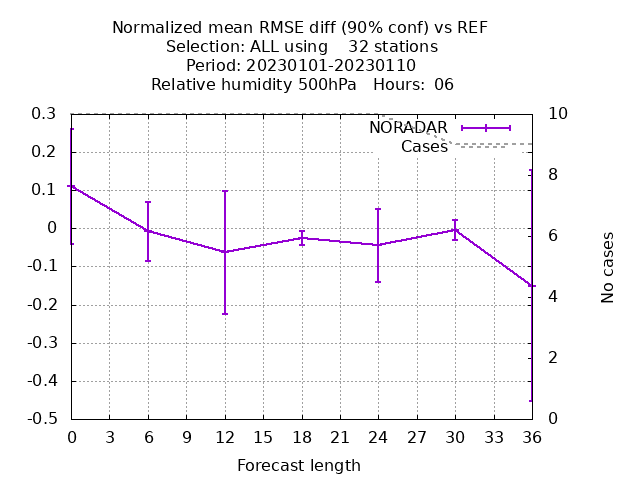 Normalized mean RMSE diff (90% conf) vs REF
Selection: ALL using    32 stations
Period: 20230101-20230110
Relative humidity 500hPa   Hours:  06
NORADAR
Cases
0.3
0.2
0.1
0
-0.1
-0.2
-0.3
-0.4
-0.5
10
8
6
4
2
0
No cases
0 3 6 9 12 15 18 21 24 27 30 33 36
Forecast length